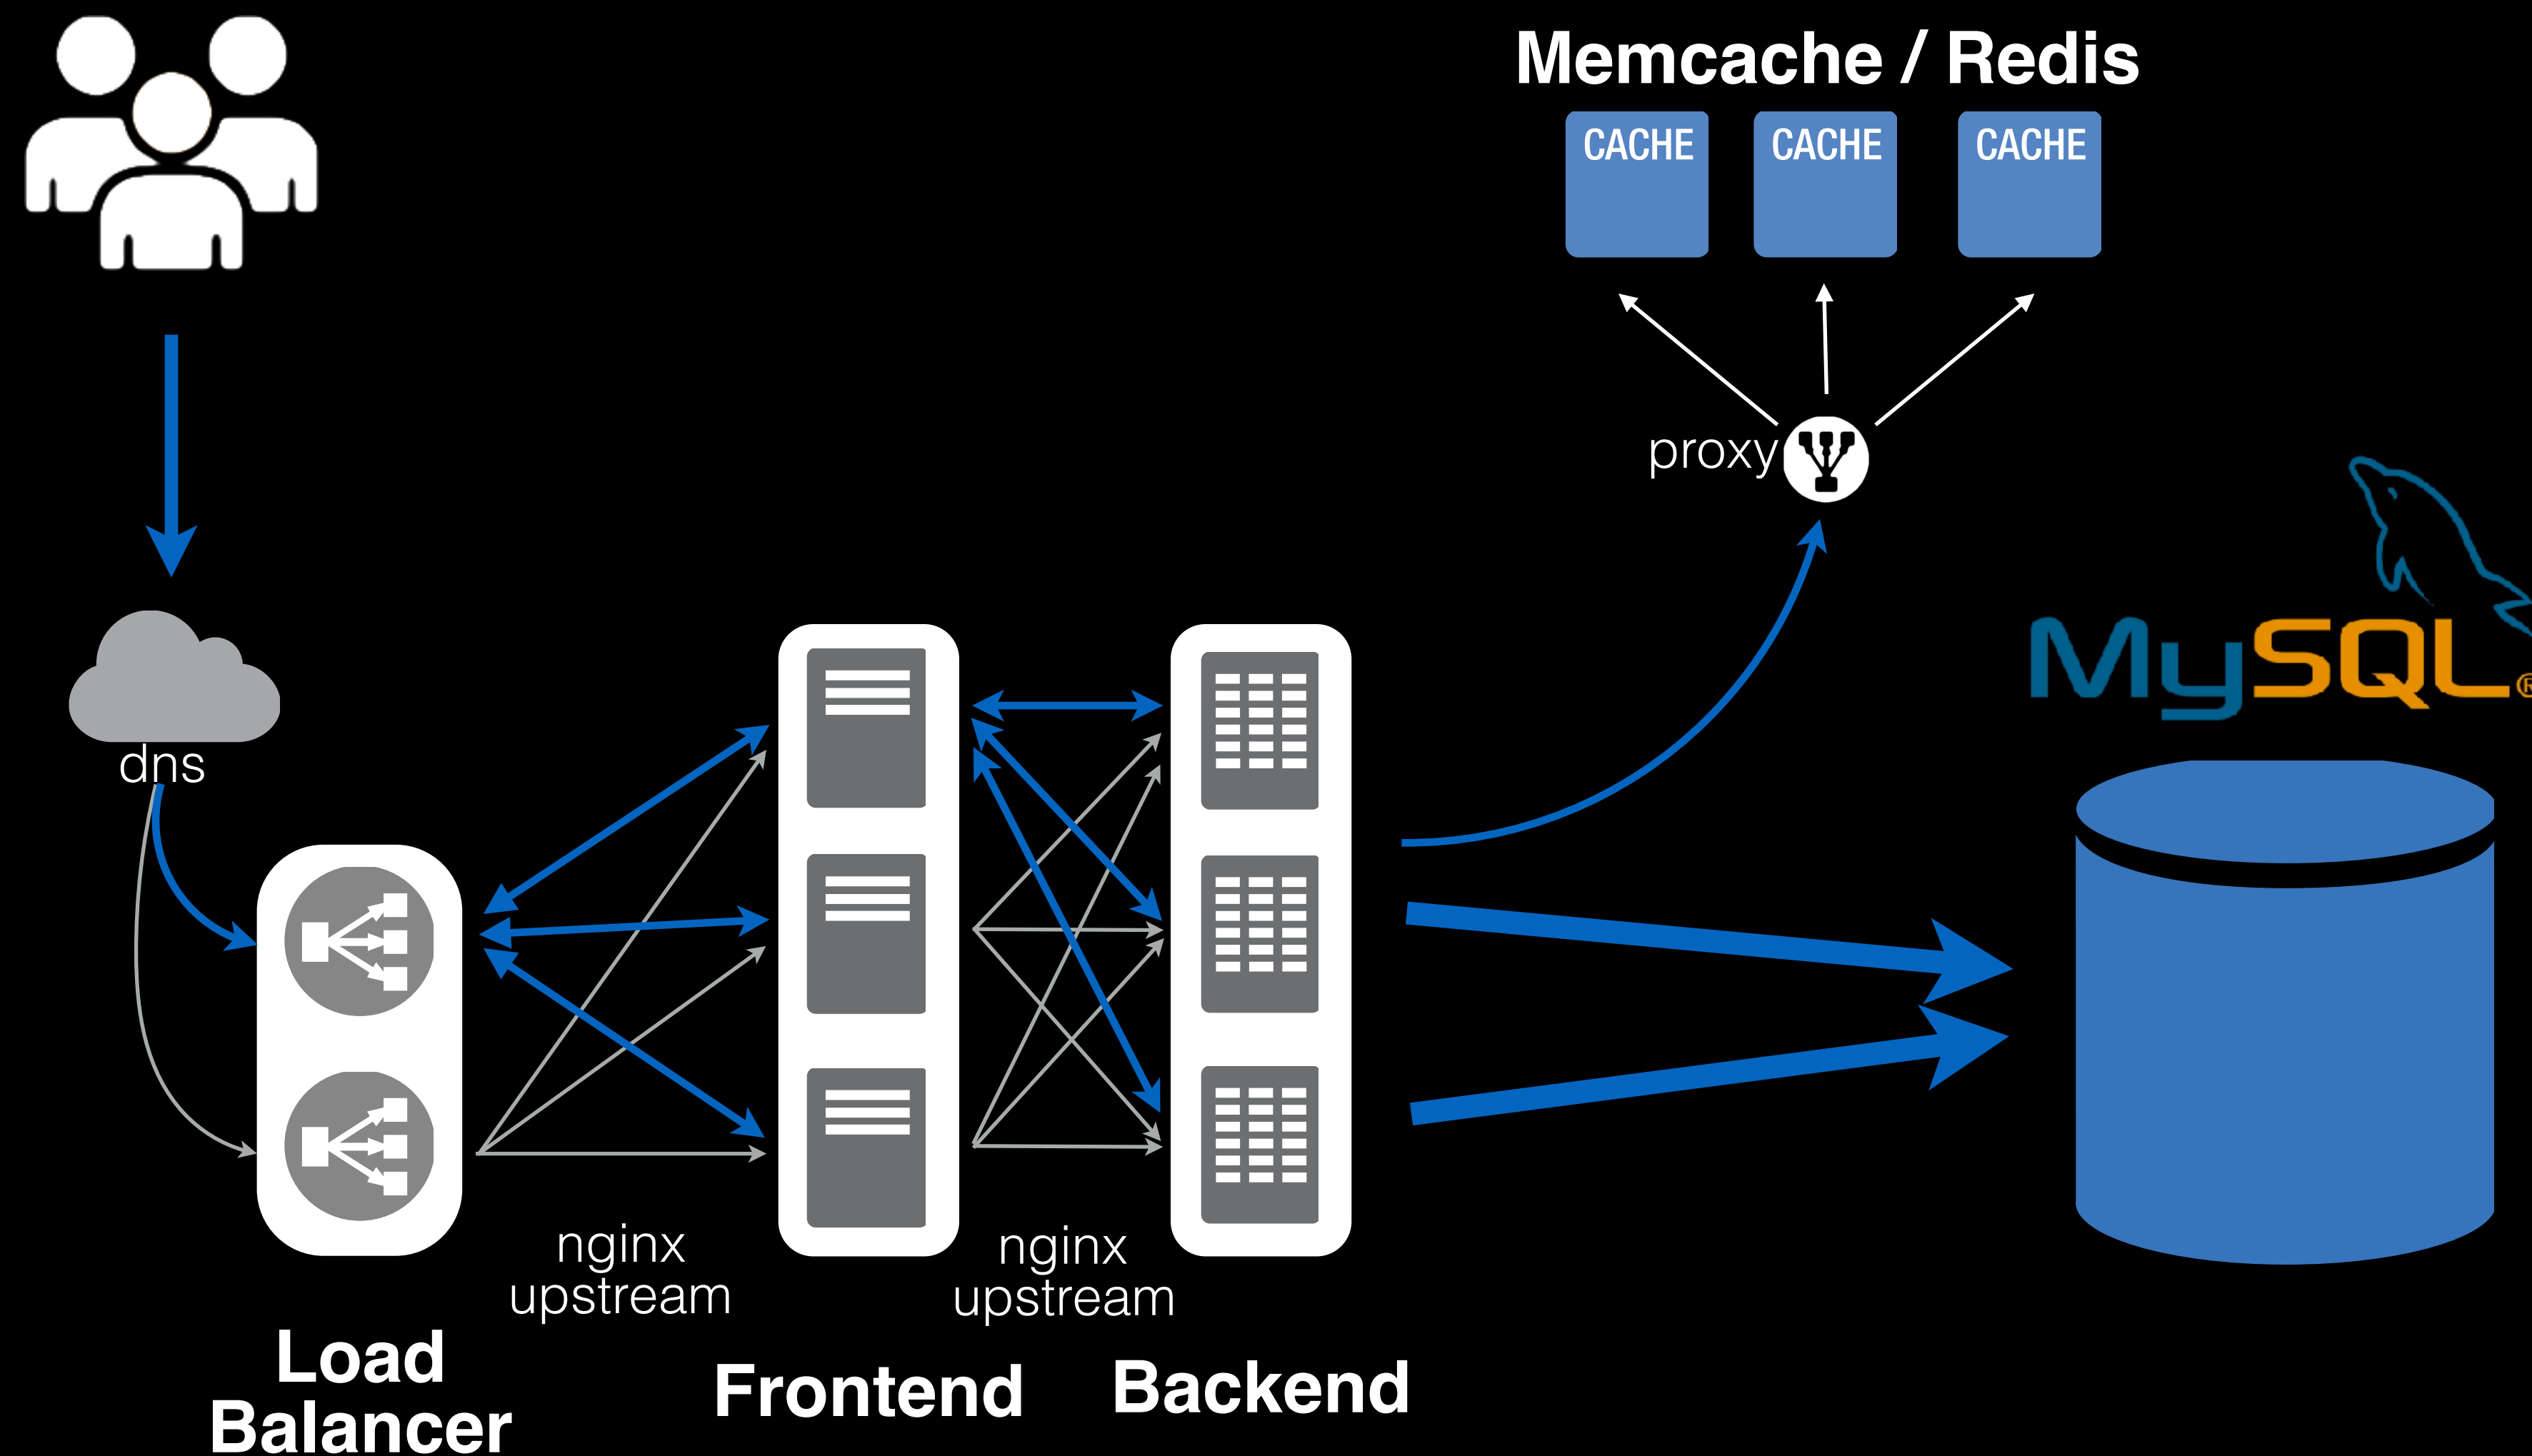 Memcache / Redis
CACHE
CACHE
CACHE
proxy
MySQL®
dns
nginx
upstream
nginx
upstream
Load
Balancer
Frontend
Backend